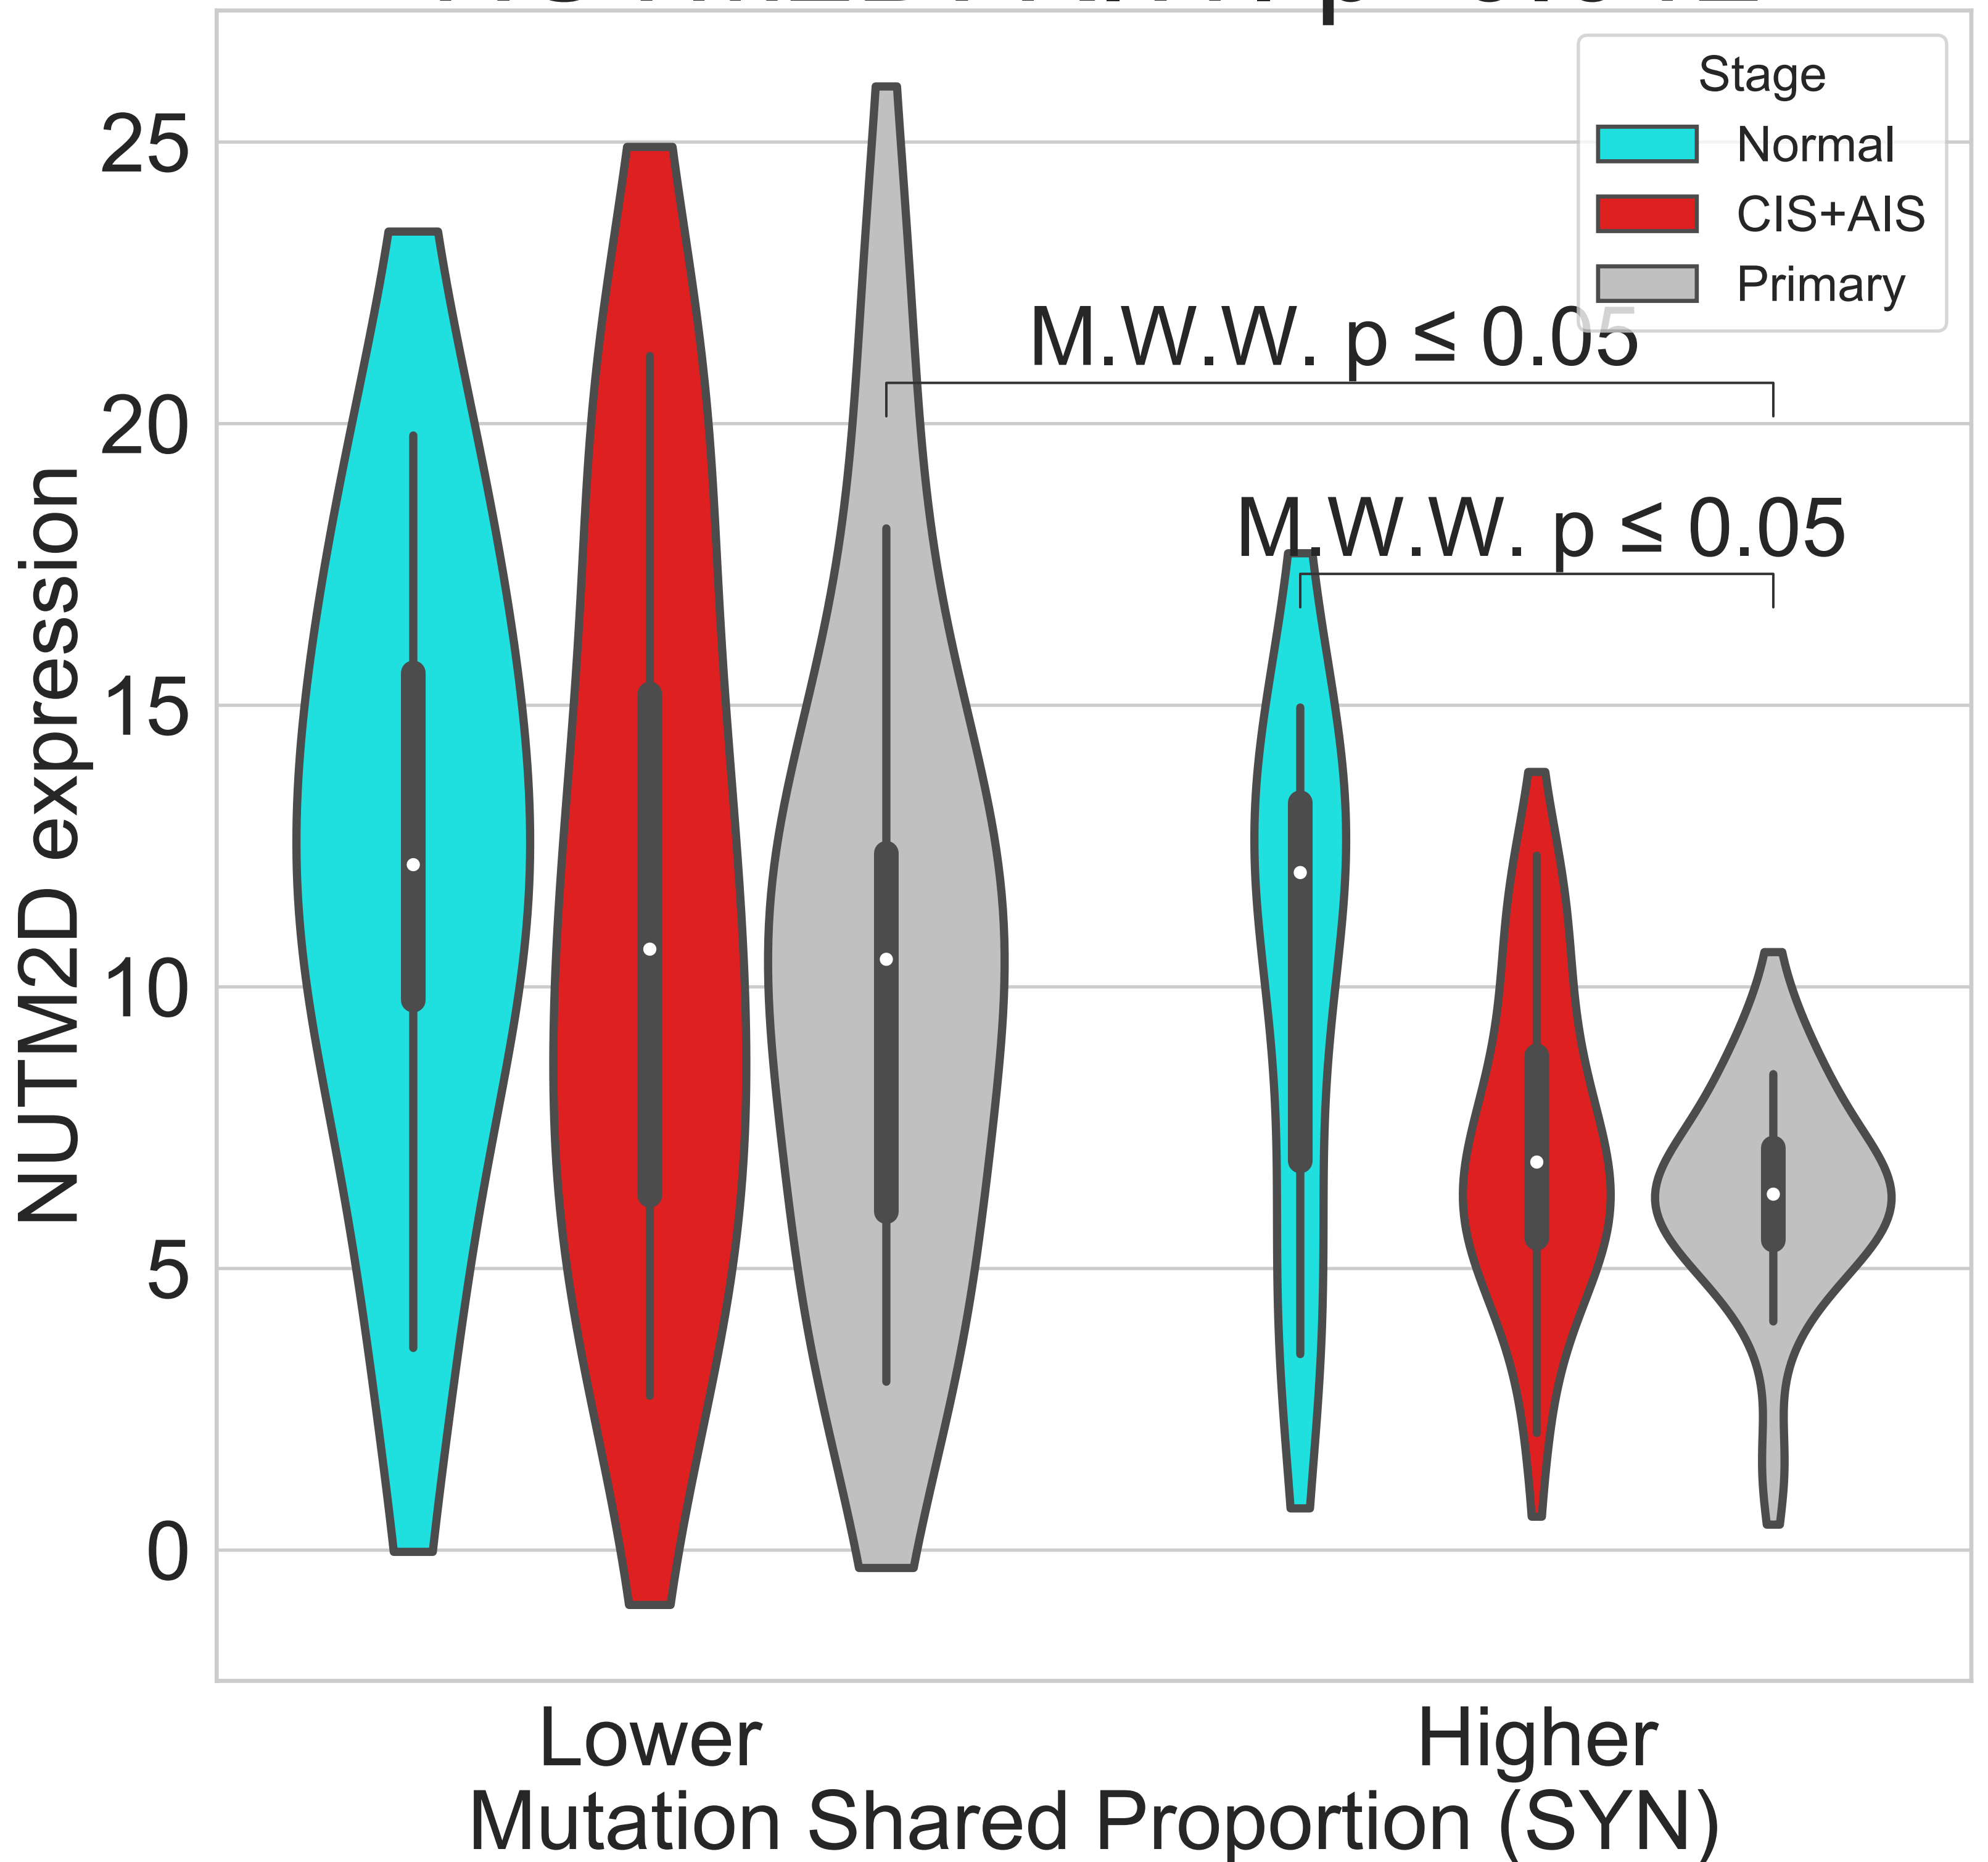 Stage
Normal
CIS+AIS
Primary
M.W.W. p ≤ 0.05
M.W.W. p ≤ 0.05
25
20
15
10
5
0
NUTM2D expression
Lower
Higher
Mutation Shared Proportion (SYN)